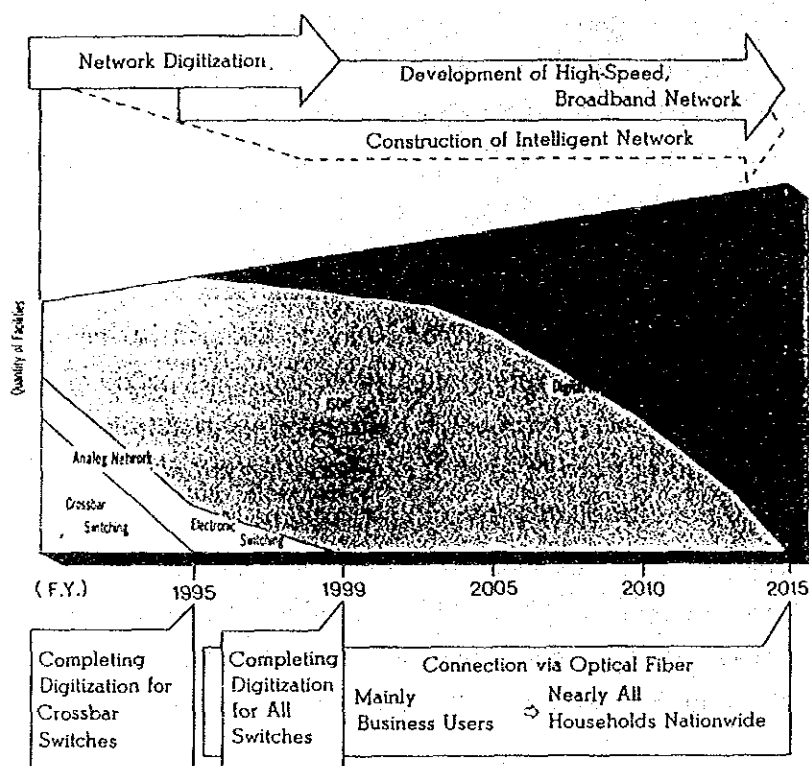 Network Digitization
Development of High-Speed,
Broadband Network
Construction of Intelligent Network
Quantity of Facilities
Digital
Analog Network
Crossbar
Switching
Electronic
Switching
(F.Y.)
1995
1999
2005
2010
2015
Completing
Digitization for
Crossbar
Switches
Completing
Digitization
for All
Switches
Connection via Optical Fiber
Mainly
Business Users
⇨ Nearly All
Households Nationwide